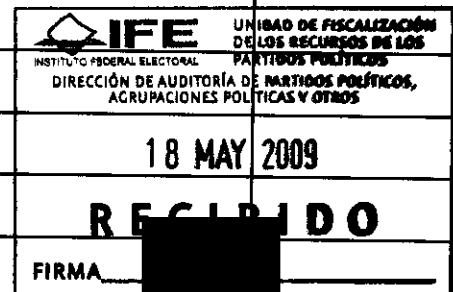 IFE
INSTITUTO FEDERAL ELECTORAL
UNIDAD DE FISCALIZACIÓN
DE LOS RECURSOS DE LOS
PARTIDOS POLÍTICOS
DIRECCIÓN DE AUDITORÍA DE PARTIDOS POLÍTICOS,
AGRUPACIONES POLÍTICAS Y OTROS
18 MAY 2009
RECIBIDO
FIRMA